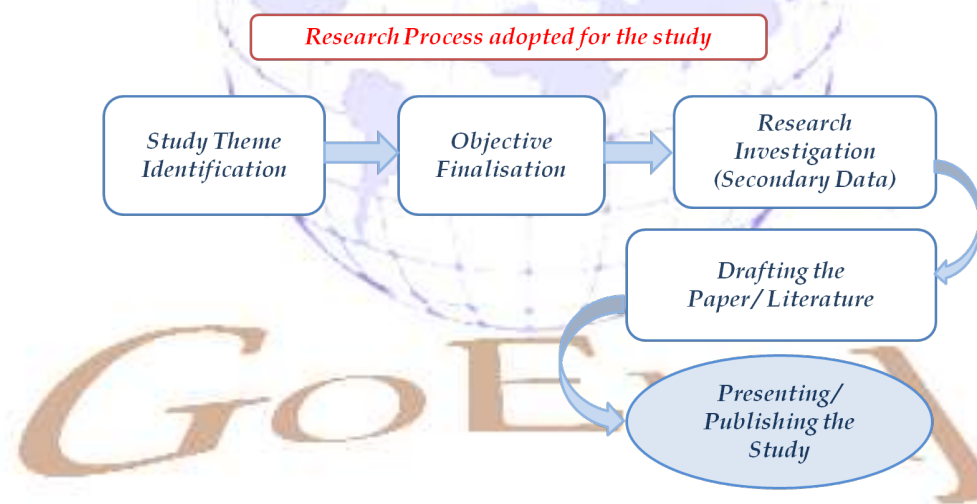 Research Process adopted for the study
Study Theme
Identification
Objective
Finalisation
Research
Investigation
(Secondary Data)
Drafting the
Paper/ Literature
Presenting/
Publishing the
Study